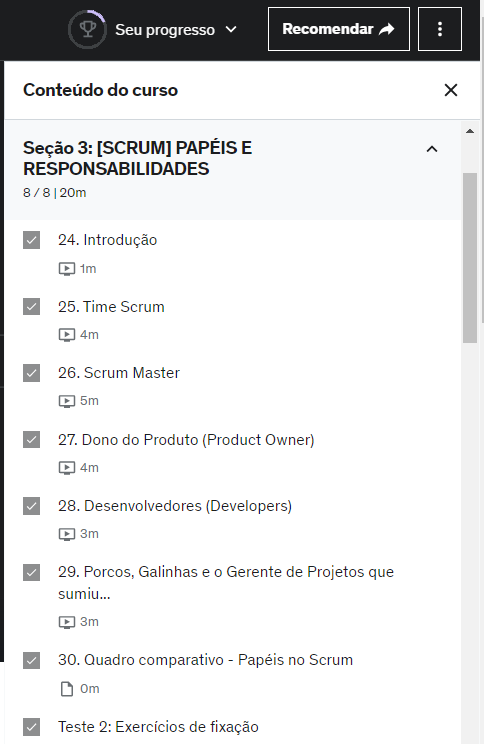 Seu progresso
Recomendar
Conteúdo do curso
Seção 3: [SCRUM] PAPÉIS E
RESPONSABILIDADES
8 / 8 | 20m
24. Introdução
1m
25. Time Scrum
4m
26. Scrum Master
5m
27. Dono do Produto (Product Owner)
4m
28. Desenvolvedores (Developers)
3m
29. Porcos, Galinhas e o Gerente de Projetos que
sumiu...
3m
30. Quadro comparativo - Papéis no Scrum
0m
Teste 2: Exercícios de fixação